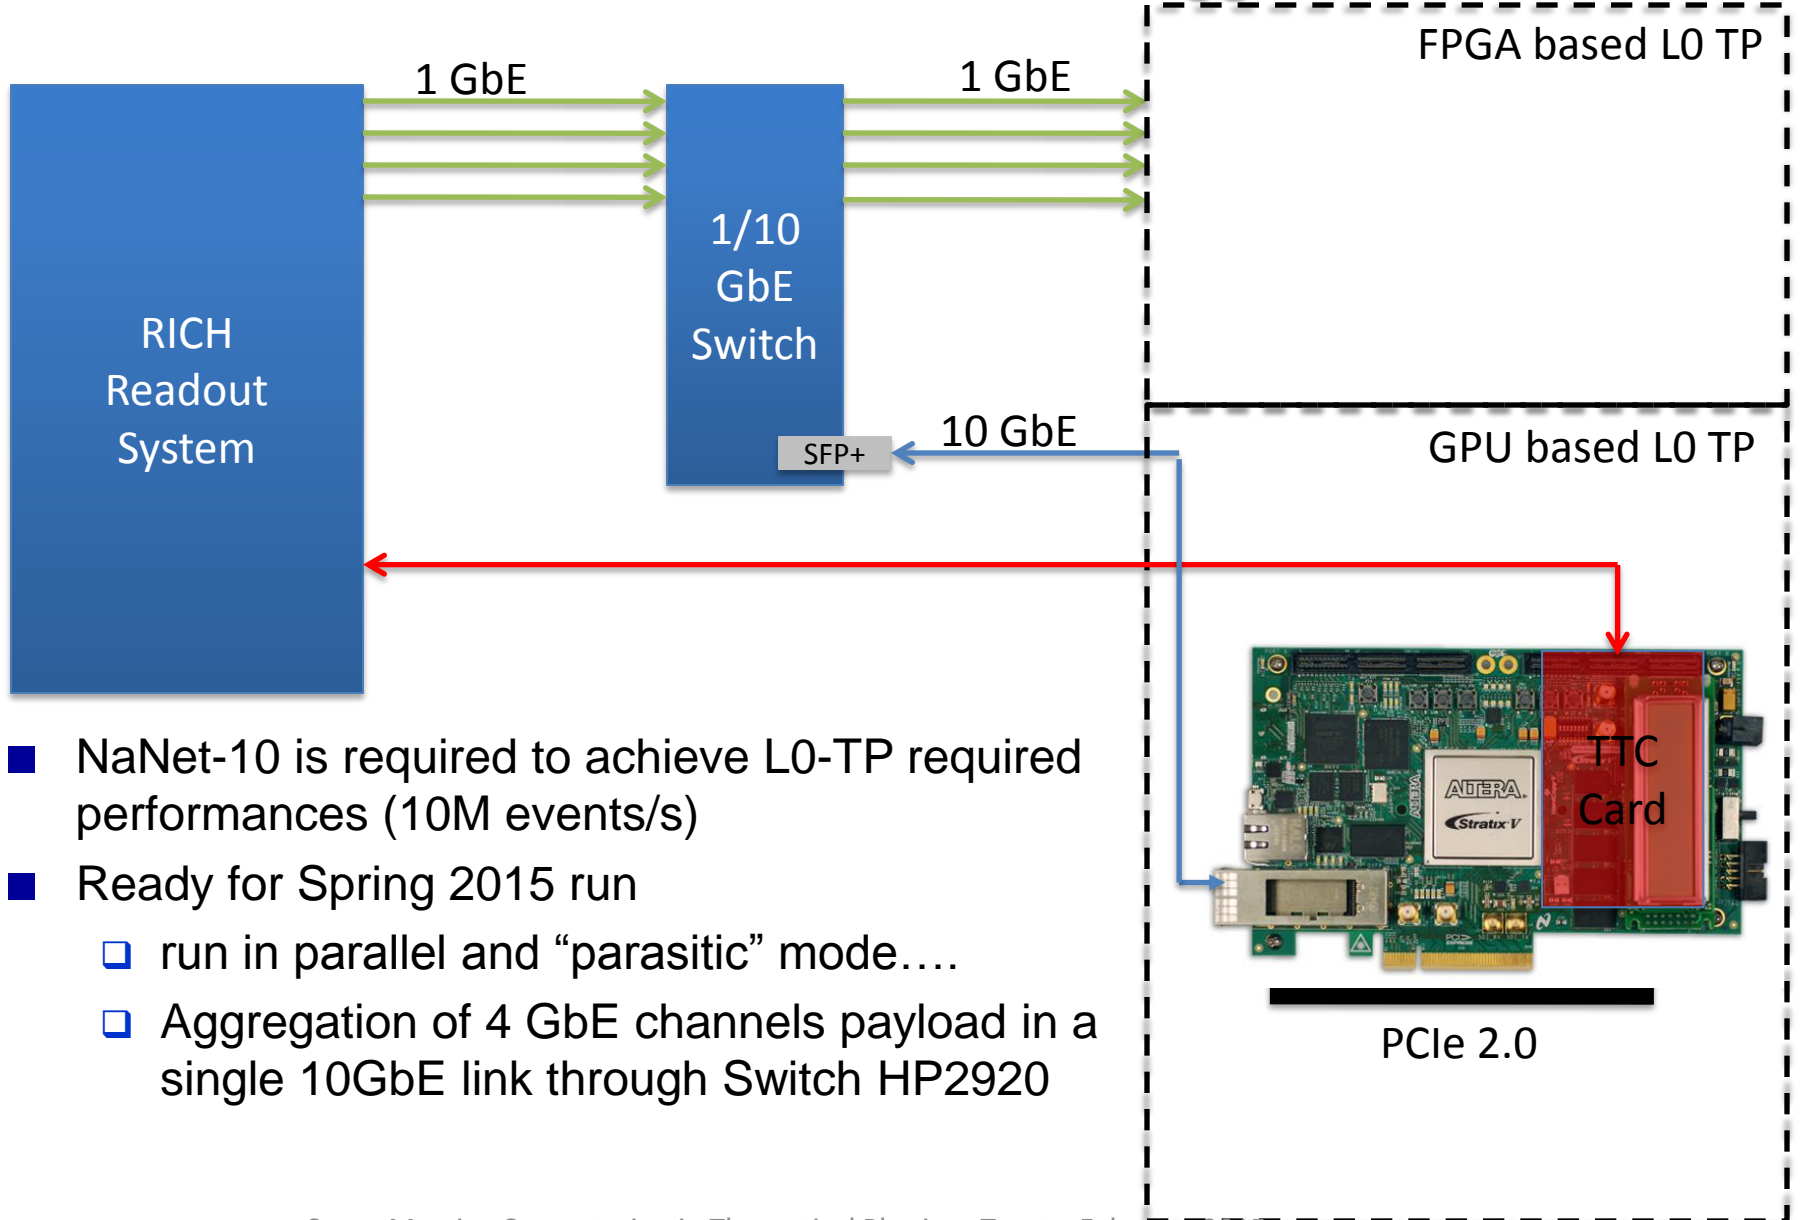 FPGA based L0 TP
1 GbE
1 GbE
1/10
GbE
Switch
RICH
Readout
System
SFP+
10 GbE
GPU based L0 TP
TTC
Card
ALTERA
Stratix V
PCIe 2.0
NaNet-10 is required to achieve L0-TP required
performances (10M events/s)
Ready for Spring 2015 run
run in parallel and “parasitic” mode….
Aggregation of 4 GbE channels payload in a
single 10GbE link through Switch HP2920